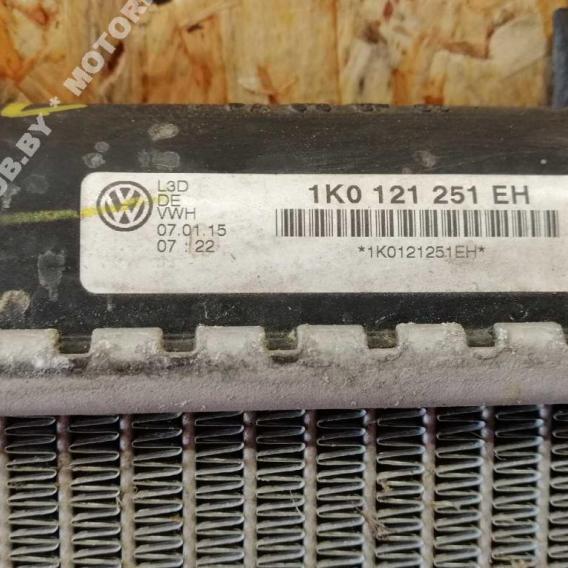 L3D
DE
VWH
07.01.15
07 : 22
1K0 121 251 EH
*1K0121251EH*